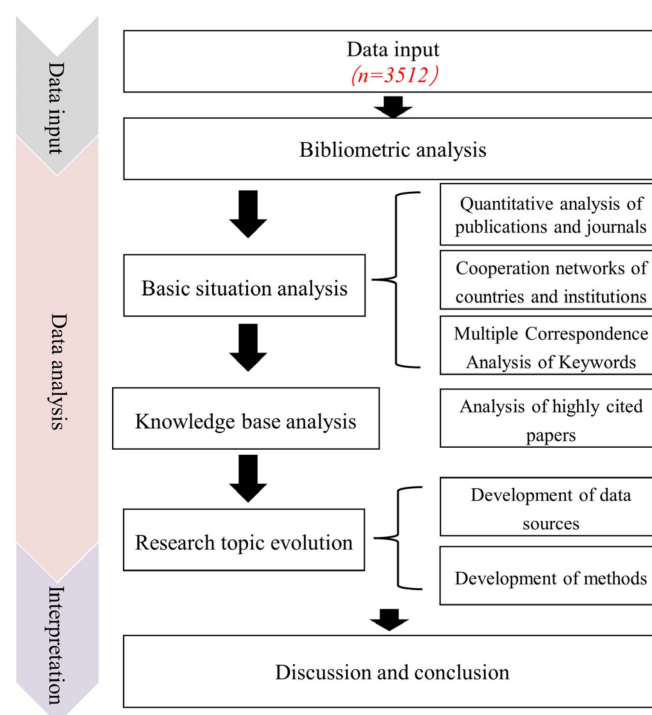 Data input
Data input
(n=3512)
Bibliometric analysis
Data analysis
Basic situation analysis
Quantitative analysis of
publications and journals
Cooperation networks of
countries and institutions
Multiple Correspondence
Analysis of Keywords
Knowledge base analysis
Analysis of highly cited
papers
Research topic evolution
Development of data
sources
Development of methods
Interpretation
Discussion and conclusion